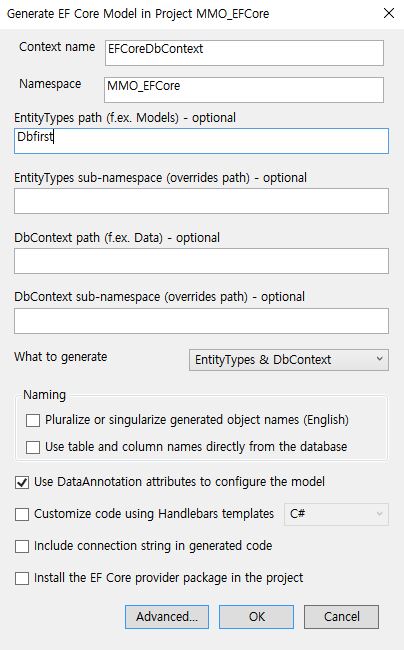 Generate EF Core Model in Project MMO_EFCore
Context name
EFCoreDbContext
Namespace
MMO_EFCore
EntityTypes path (f.ex. Models) - optional
Dbfirst
EntityTypes sub-namespace (overrides path) - optional
DbContext path (f.ex. Data) - optional
DbContext sub-namespace (overrides path) - optional
What to generate
EntityTypes & DbContext
Naming
Pluralize or singularize generated object names (English)
Use table and column names directly from the database
Use DataAnnotation attributes to configure the model
Customize code using Handlebars templates
C#
Include connection string in generated code
Install the EF Core provider package in the project
Advanced...
OK
Cancel